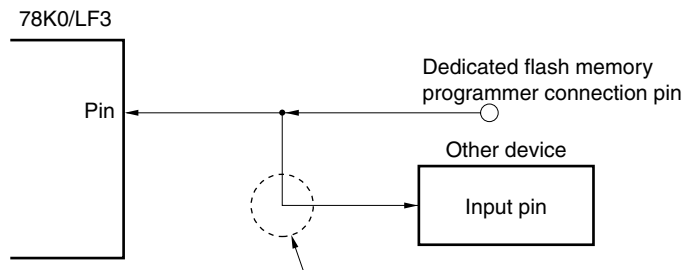 78K0/LF3
Dedicated flash memory
programmer connection pin
Pin
Other device
Input pin